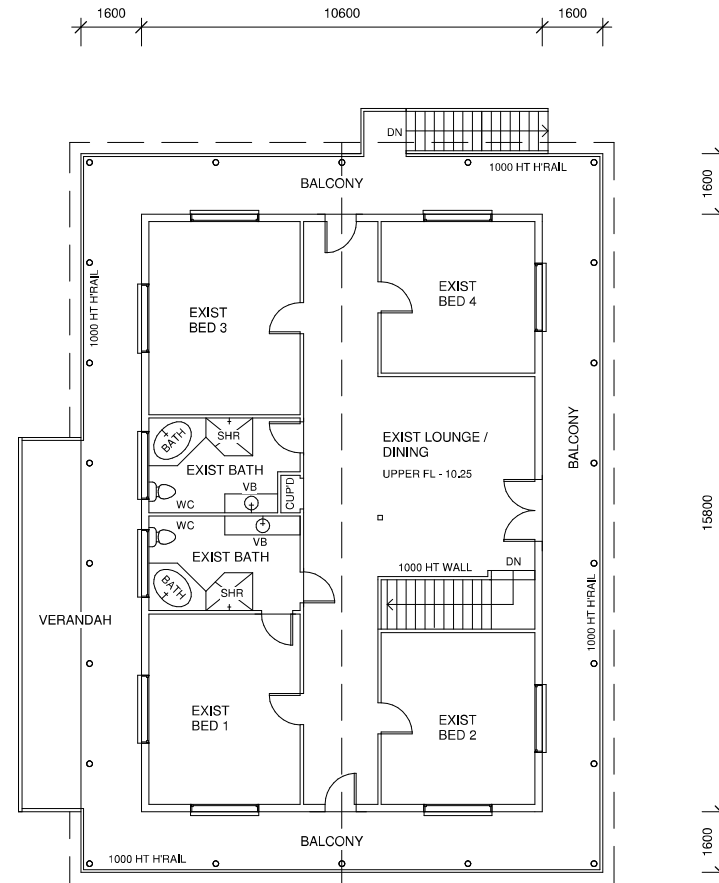 1600
10600
1600
DN
1000 HT H'RAIL
BALCONY
1600
1000 HT H'RAIL
EXIST
BED 3
EXIST
BED 4
BATH
SHR
EXIST BATH
VB
CUP'D
WC
EXIST LOUNGE /
DINING
UPPER FL - 10.25
BALCONY
15800
WC
VB
EXIST BATH
BATH
SHR
1000 HT WALL
DN
1000 HT H'RAIL
VERANDAH
EXIST
BED 1
EXIST
BED 2
BALCONY
1000 HT H'RAIL
1600